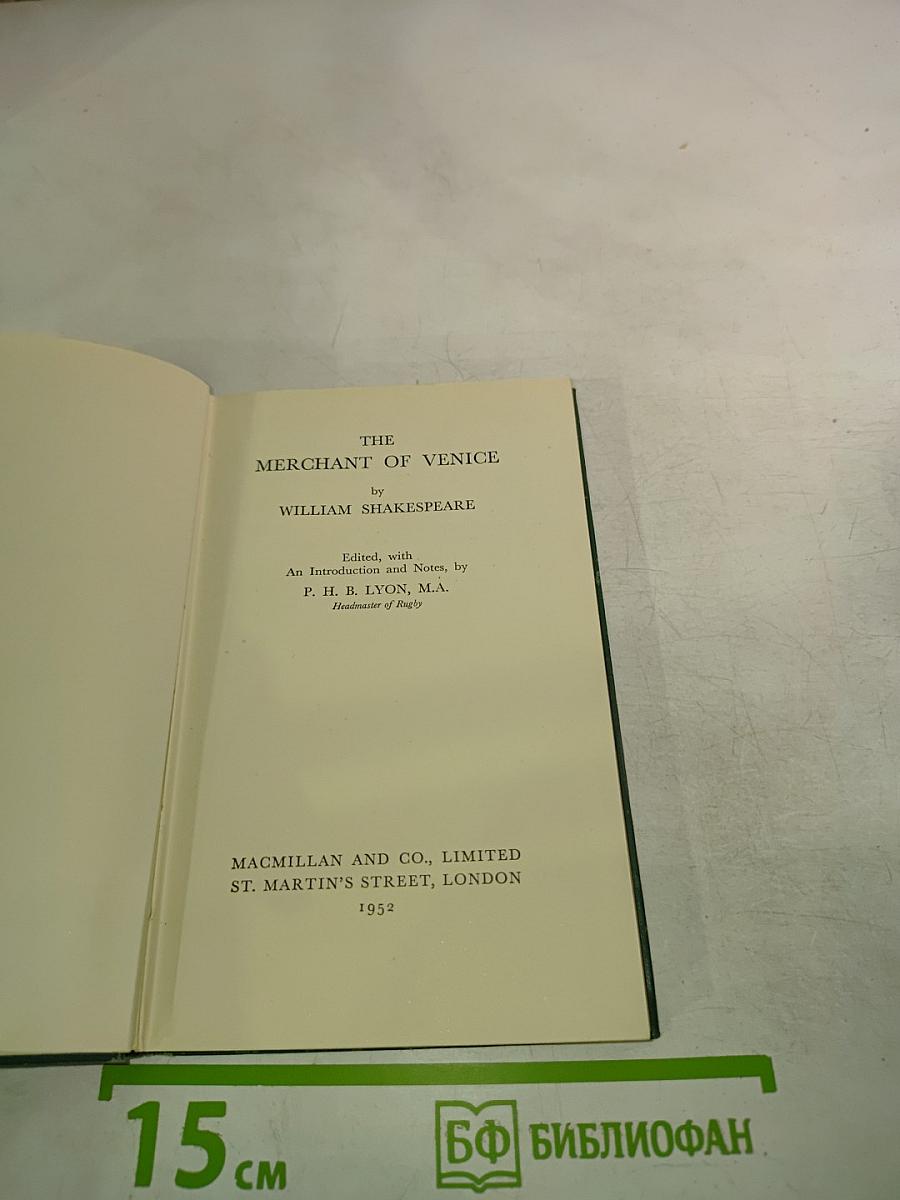 THE
MERCHANT OF VENICE
by
WILLIAM SHAKESPEARE
Edited, with
An Introduction and Notes, by
P. H. B. LYON, M.A.
Headmaster of Rugby
MACMILLAN AND CO., LIMITED
ST. MARTIN'S STREET, LONDON
1952
15 см
БФ БИБЛИОФАН